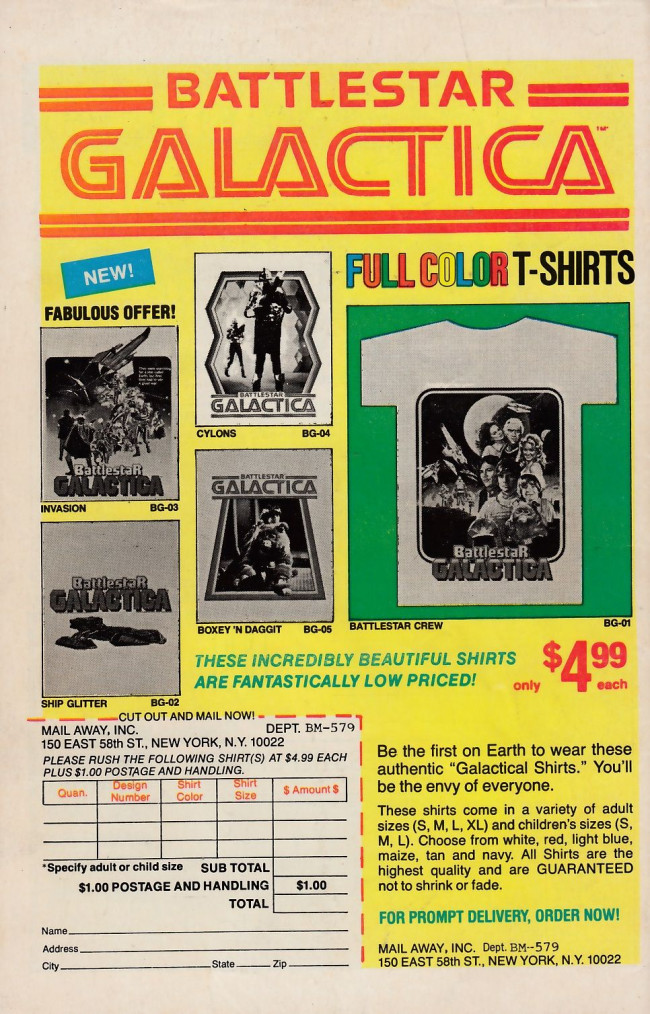 BATTLESTAR
GALACTICA™
NEW!
FABULOUS OFFER!
FULL COLOR T-SHIRTS
Battlestar
GALACTICA
INVASION BG-03
BATTLESTAR
GALACTICA
CYLONS BG-04
Battlestar
GALACTICA
SHIP GLITTER BG-02
BATTLESTAR
GALACTICA
BOXEY 'N DAGGIT BG-05
Battlestar
GALACTICA
BATTLESTAR CREW BG-01
THESE INCREDIBLY BEAUTIFUL SHIRTS
ARE FANTASTICALLY LOW PRICED!
only $4.99 each
CUT OUT AND MAIL NOW!
MAIL AWAY, INC. DEPT. BM-579
150 EAST 58th ST., NEW YORK, N.Y. 10022
PLEASE RUSH THE FOLLOWING SHIRT(S) AT $4.99 EACH
PLUS $1.00 POSTAGE AND HANDLING.
Quan. Design Number Shirt Color Shirt Size $ Amount $
*Specify adult or child size SUB TOTAL
$1.00 POSTAGE AND HANDLING $1.00
TOTAL
Name
Address
City State Zip
Be the first on Earth to wear these
authentic "Galactical Shirts." You'll
be the envy of everyone.
These shirts come in a variety of adult
sizes (S, M, L, XL) and children's sizes (S,
M, L). Choose from white, red, light blue,
maize, tan and navy. All Shirts are the
highest quality and are GUARANTEED
not to shrink or fade.
FOR PROMPT DELIVERY, ORDER NOW!
MAIL AWAY, INC. Dept. BM--579
150 EAST 58th ST., NEW YORK, N.Y. 10022